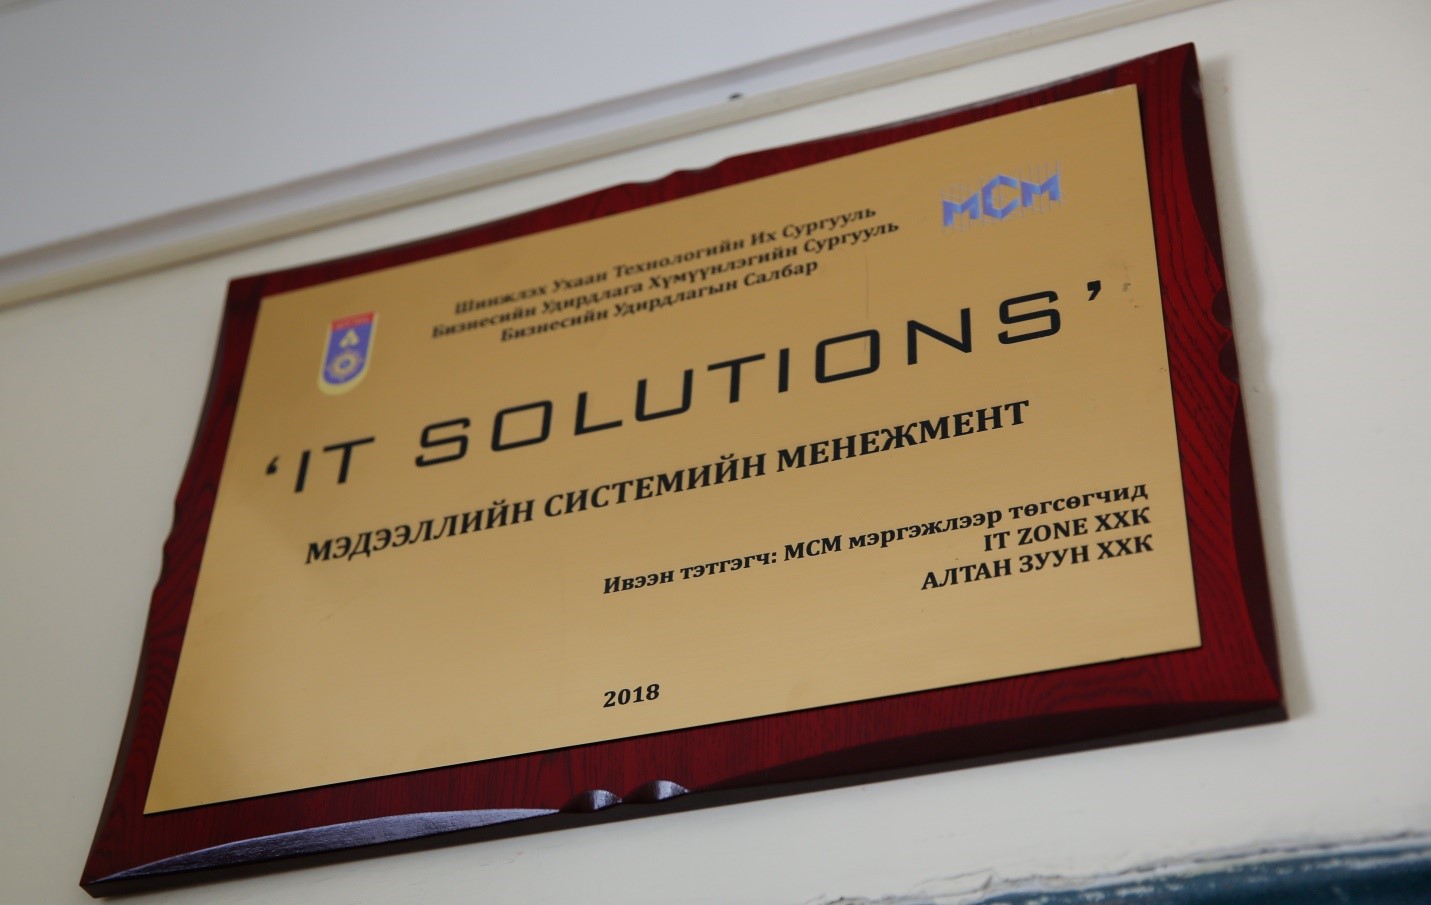 Шинжлэх Ухаан Технологийн Их Сургууль
Бизнесийн Удирдлага Хүмүүнлэгийн Сургууль
Бизнесийн Удирдлагын Салбар
МСМ
‘IT SOLUTIONS’
МЭДЭЭЛЛИЙН СИСТЕМИЙН МЕНЕЖМЕНТ
Ивээн тэтгэгч: МСМ мэргэжлээр төгсөгчид
IT ZONE ХХК
АЛТАН ЗУУН ХХК
2018